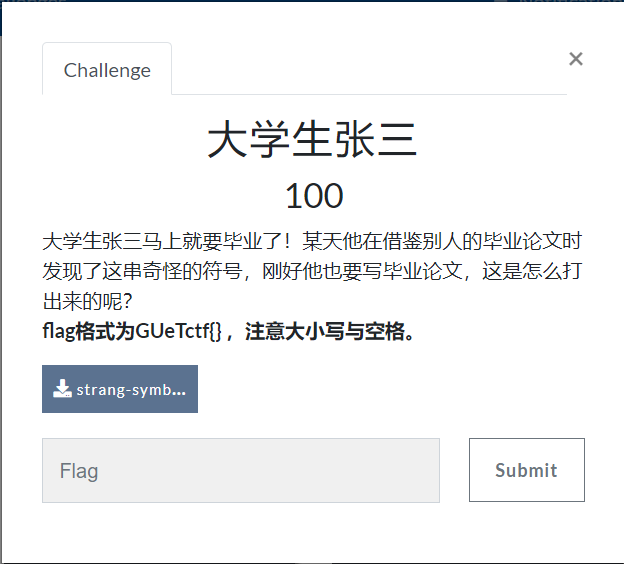 Challenge
×
大学生张三
100
大学生张三马上就要毕业了！某天他在借鉴别人的毕业论文时
发现了这串奇怪的符号，刚好他也要写毕业论文，这是怎么打
出来的呢？
flag格式为GUeTctf{} ，注意大小写与空格。
strang-symb...
Flag
Submit